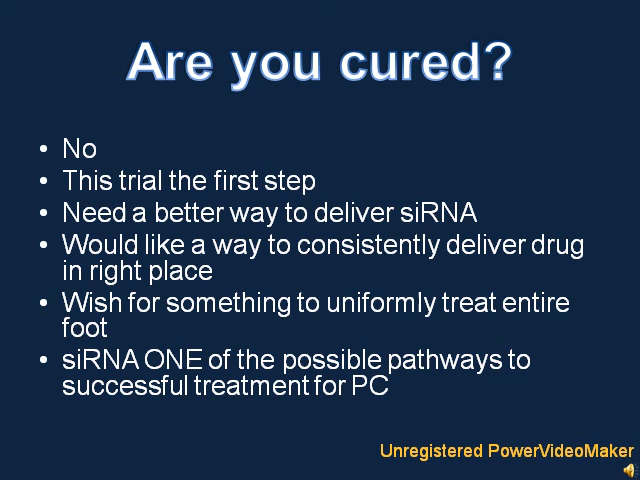 Are you cured?
• No
• This trial the first step
• Need a better way to deliver siRNA
• Would like a way to consistently deliver drug
in right place
• Wish for something to uniformly treat entire
foot
• siRNA ONE of the possible pathways to
successful treatment for PC
Unregistered PowerVideoMaker